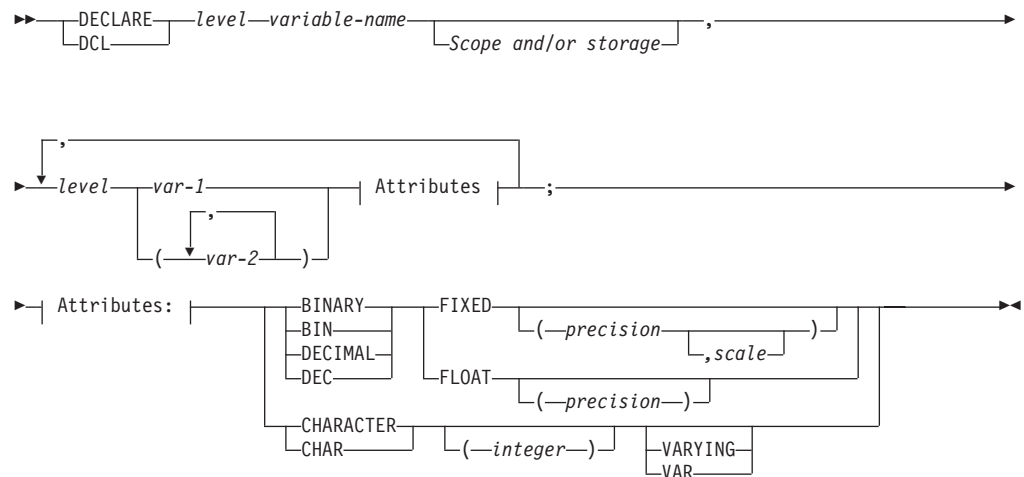 DECLARE level variable-name ,
DCL Scope and/or storage
,
level var-1 Attributes ;
,
( var-2 )
Attributes: BINARY FIXED
BIN ( precision )
DECIMAL ,scale
DEC FLOAT
( precision )
CHARACTER
CHAR ( integer ) VARYING
VAR